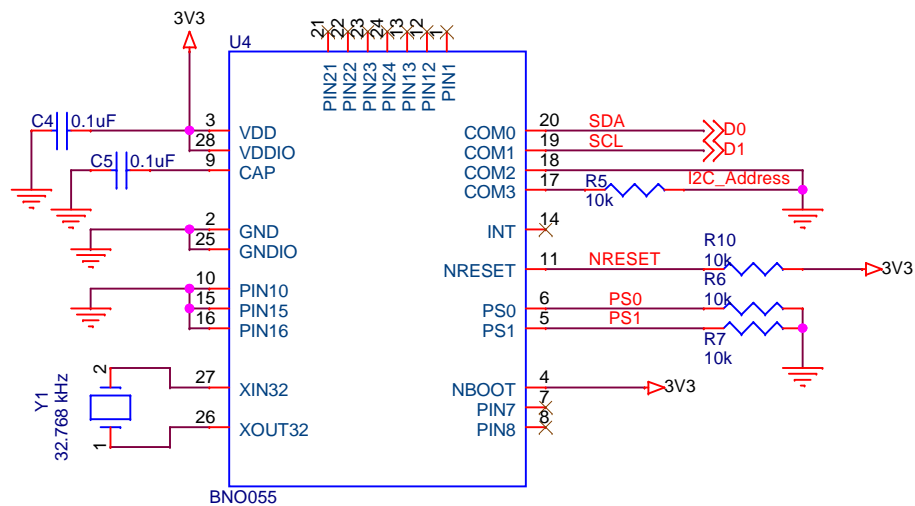 3V3
U4
21
22
23
24
13
12
1
PIN21
PIN22
PIN23
PIN24
PIN13
PIN12
PIN1
C4
0.1uF
3
VDD
28
VDDIO
C5
0.1uF
9
CAP
2
GND
25
GNDIO
10
PIN10
15
PIN15
16
PIN16
27
XIN32
26
XOUT32
2
1
Y1
32.768 kHz
COM0
20
SDA
D0
COM1
19
SCL
D1
COM2
18
COM3
17
R5
10k
I2C_Address
INT
14
NRESET
11
NRESET
R10
10k
3V3
PS0
6
PS0
R6
10k
PS1
5
PS1
R7
10k
NBOOT
4
3V3
PIN7
7
PIN8
8
BNO055